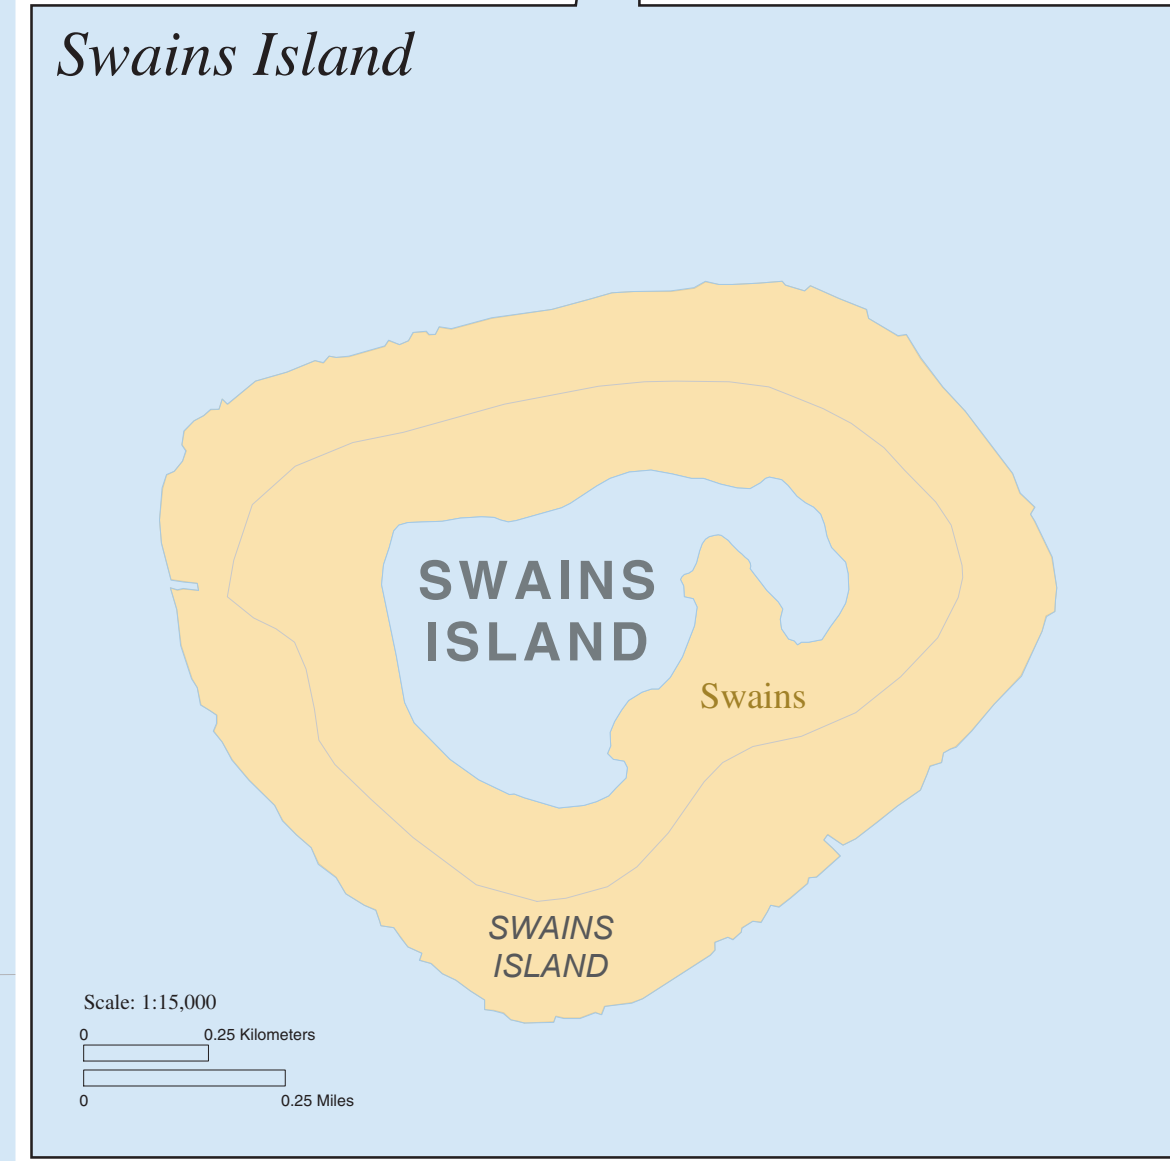 Swains Island
SWAINS
ISLAND
Swains
SWAINS
ISLAND
Scale: 1:15,000
0 0.25 Kilometers
0 0.25 Miles